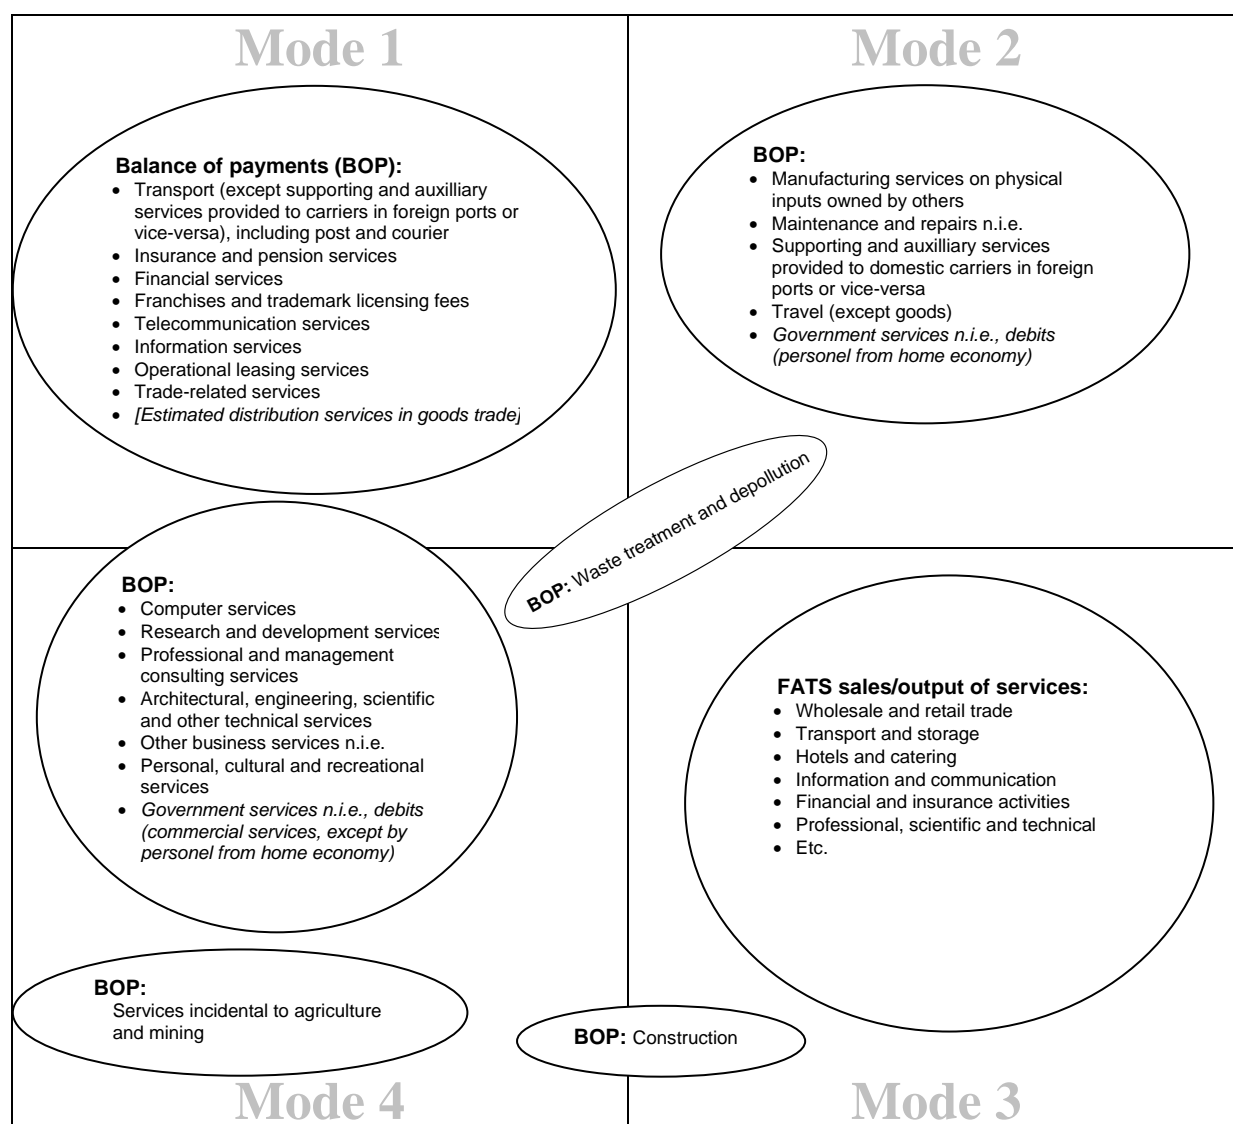 Mode 1
Balance of payments (BOP):
• Transport (except supporting and auxilliary
services provided to carriers in foreign ports or
vice-versa), including post and courier
• Insurance and pension services
• Financial services
• Franchises and trademark licensing fees
• Telecommunication services
• Information services
• Operational leasing services
• Trade-related services
• [Estimated distribution services in goods trade]
Mode 2
BOP:
• Manufacturing services on physical
inputs owned by others
• Maintenance and repairs n.i.e.
• Supporting and auxilliary services
provided to domestic carriers in foreign
ports or vice-versa
• Travel (except goods)
• Government services n.i.e., debits
(personel from home economy)
BOP: Waste treatment and depollution
BOP:
• Computer services
• Research and development services
• Professional and management
consulting services
• Architectural, engineering, scientific
and other technical services
• Other business services n.i.e.
• Personal, cultural and recreational
services
• Government services n.i.e., debits
(commercial services, except by
personel from home economy)
FATS sales/output of services:
• Wholesale and retail trade
• Transport and storage
• Hotels and catering
• Information and communication
• Financial and insurance activities
• Professional, scientific and technical
• Etc.
BOP:
Services incidental to agriculture
and mining
BOP: Construction
Mode 4
Mode 3